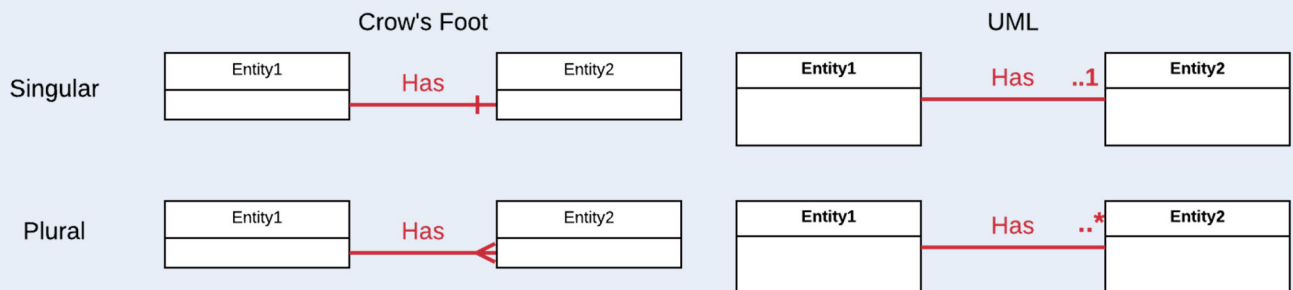 Crow's Foot UML
Singular Entity1 Has Entity2 Entity1 Has ..1 Entity2
Plural Entity1 Has Entity2 Entity1 Has ..* Entity2